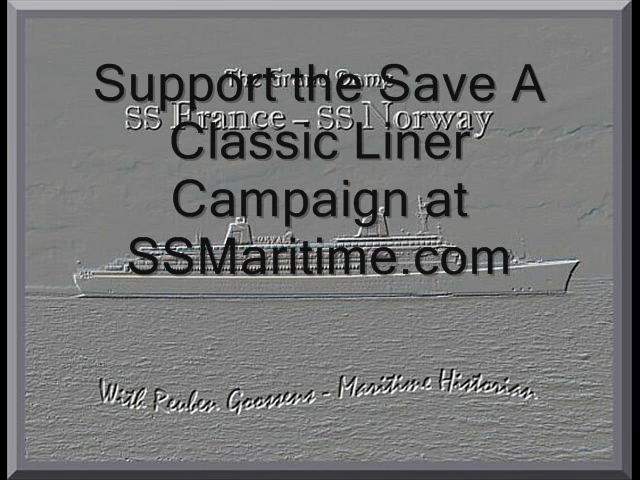 The Grand Dame
Support the Save A
SS France – SS Norway
Classic Liner
Campaign at
NORWAY
SSMaritime.com
With Reuben Goossens - Maritime Historian